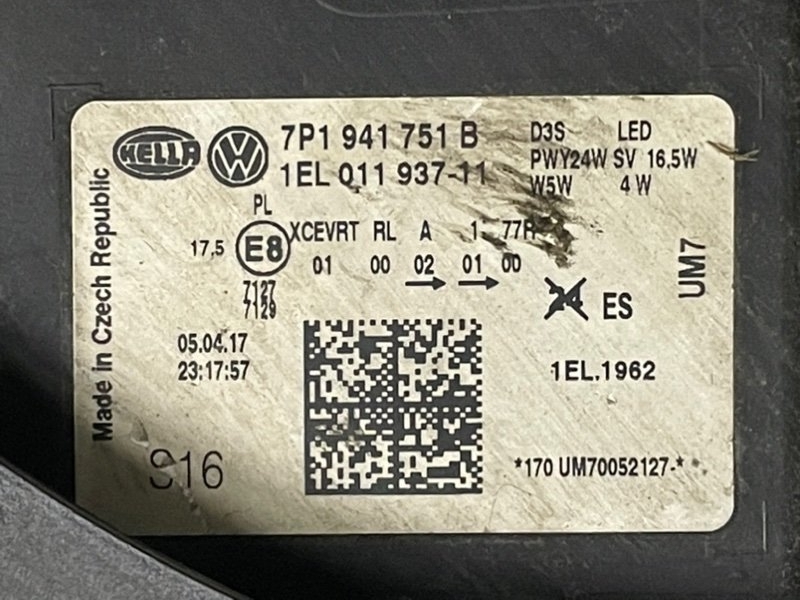 HELLA
7P1 941 751 B
1EL 011 937-11
D3S LED
PWY24W SV 16,5W
W5W 4 W
PL
17,5 E8
XCEVRT RL A 1 77R
01 00 02 01 00
7127
7129
24 ES
UM7
Made in Czech Republic
05.04.17
23:17:57
1EL.1962
S16
*170 UM70052127-*